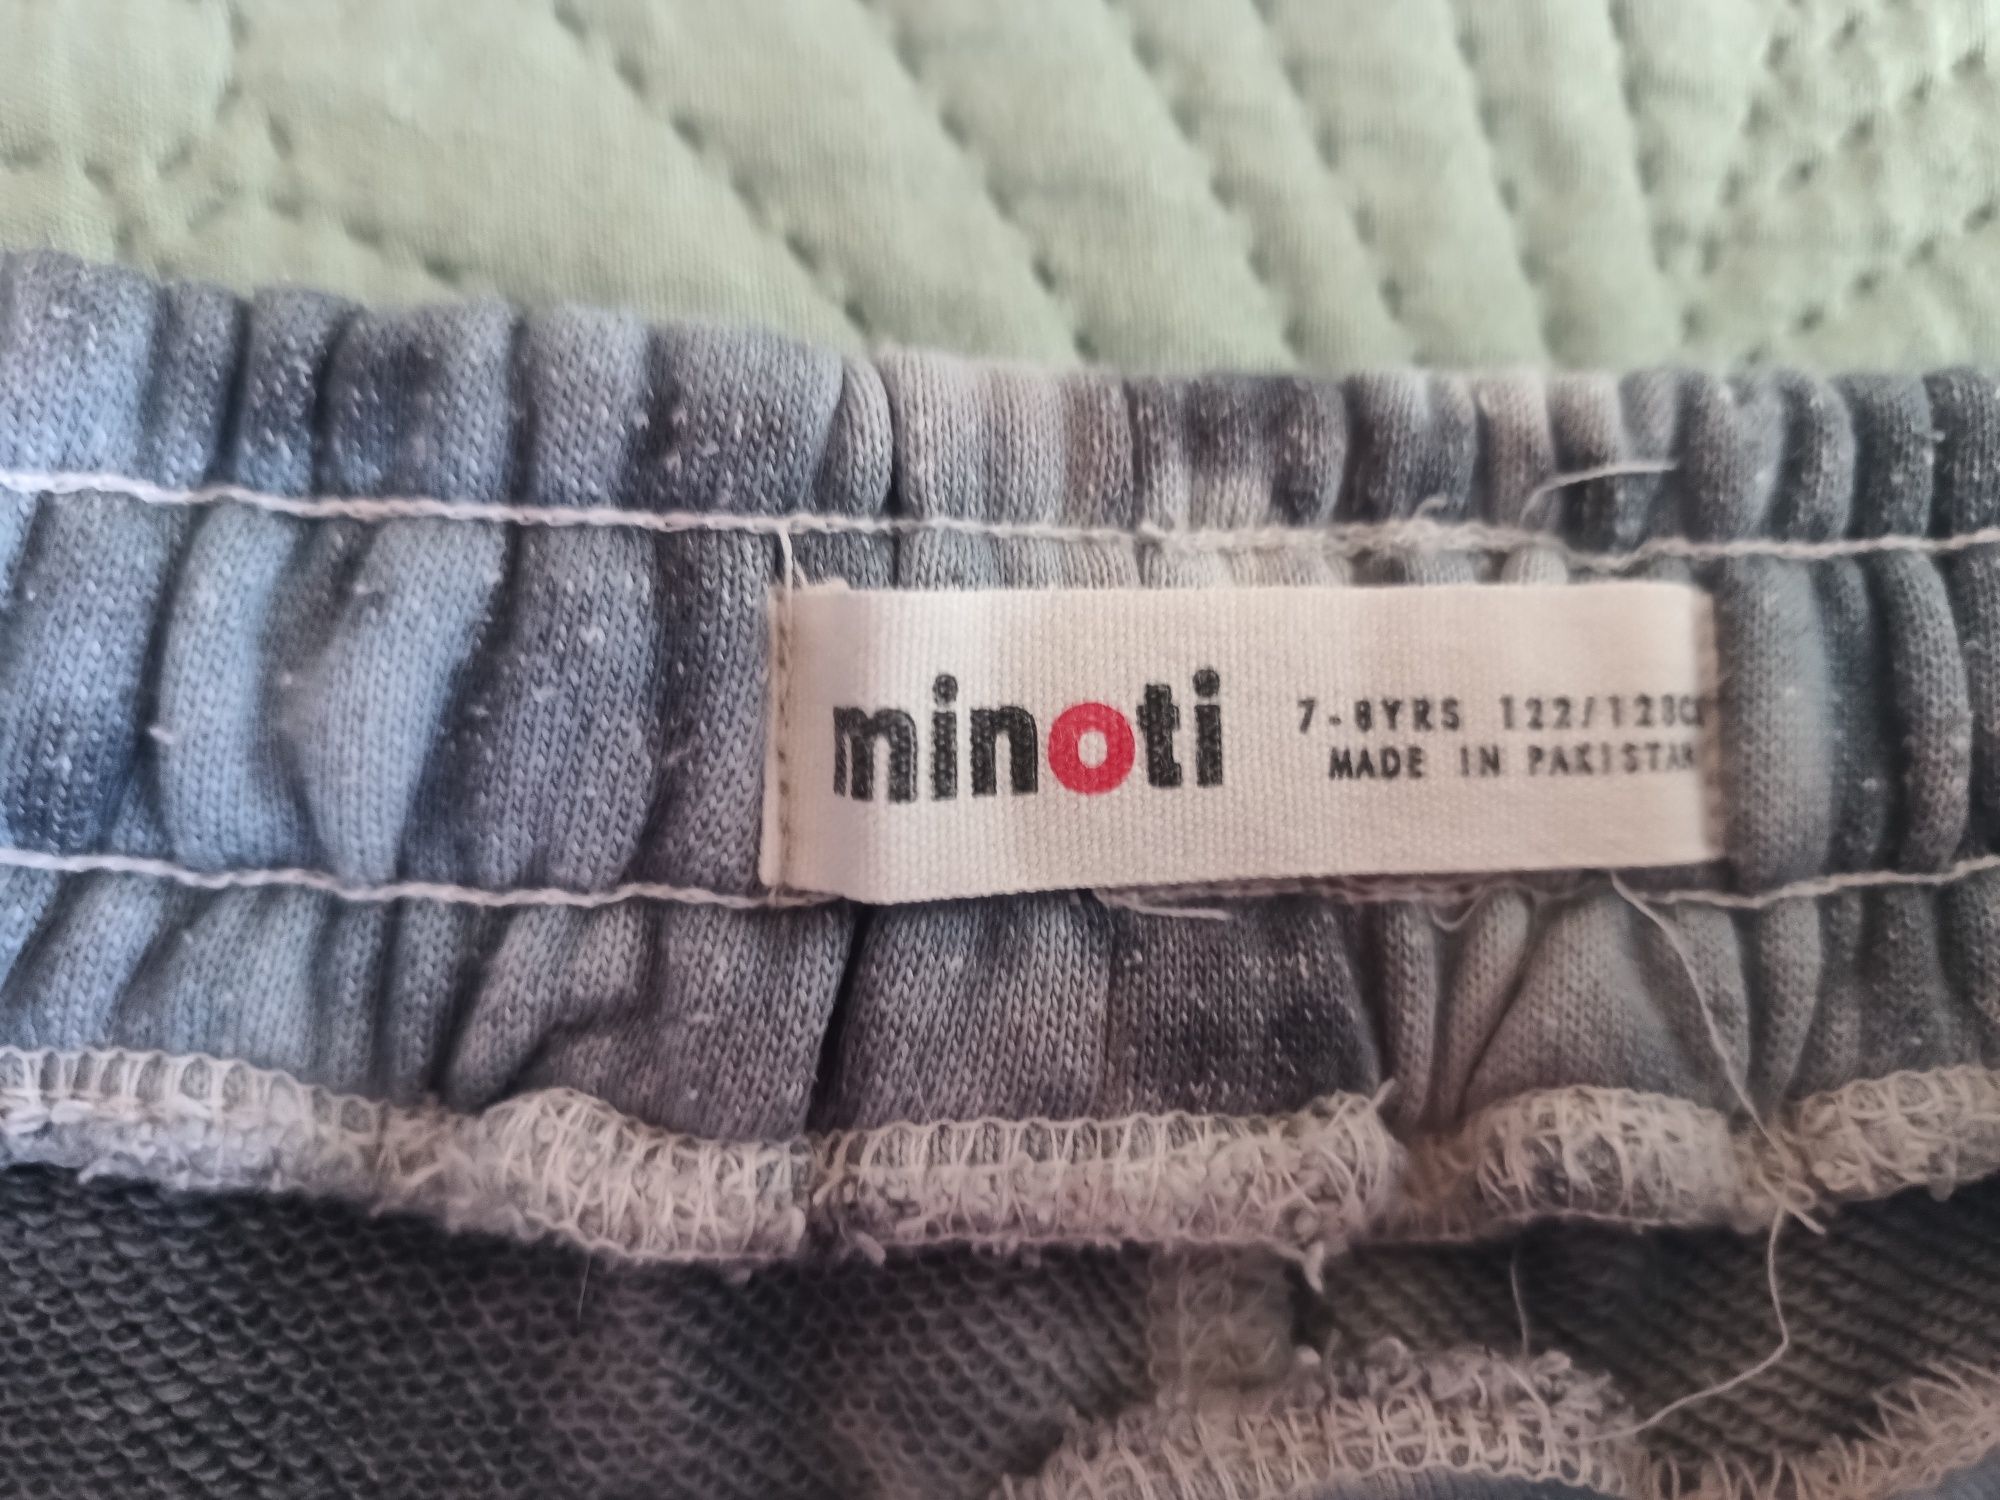 minoti
7-8YRS 122/128C
MADE IN PAKISTAN